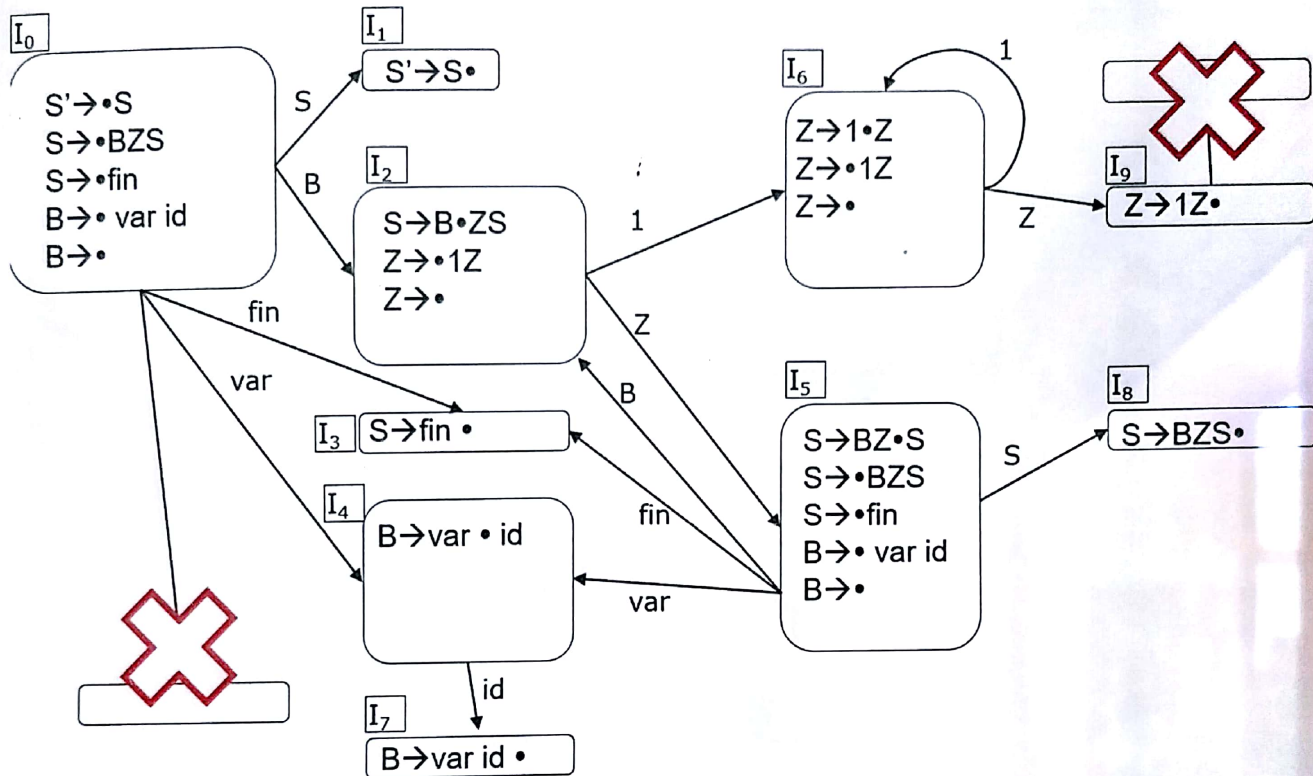 I₀
S'→•S
S→•BZS
S→•fin
B→• var id
B→•
S
B
fin
var
I₁
S'→S•
I₂
S→B•ZS
Z→•1Z
Z→•
1
Z
B
I₃
S→fin •
I₄
B→var • id
fin
var
id
I₇
B→var id •
I₆
Z→1•Z
Z→•1Z
Z→•
1
Z
I₉
Z→1Z•
I₅
S→BZ•S
S→•BZS
S→•fin
B→• var id
B→•
S
I₈
S→BZS•